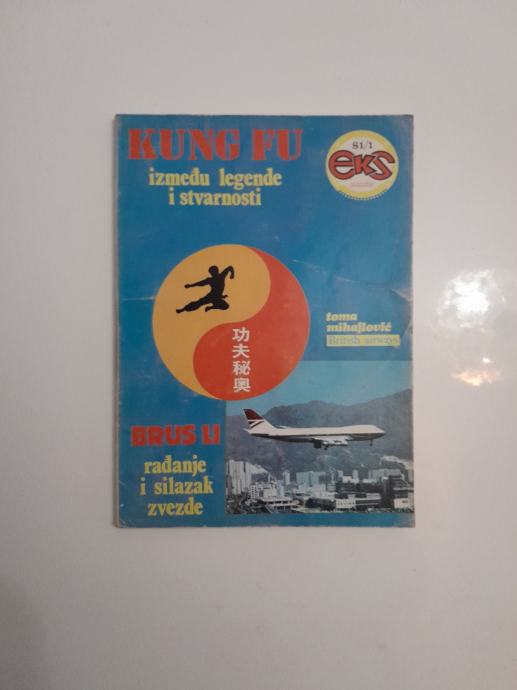 KUNG FU
između legende
i stvarnosti
81/1
eks
toma
mihajlović
British airways
功夫秘奥
BRUS LI
rađanje
i silazak
zvezde